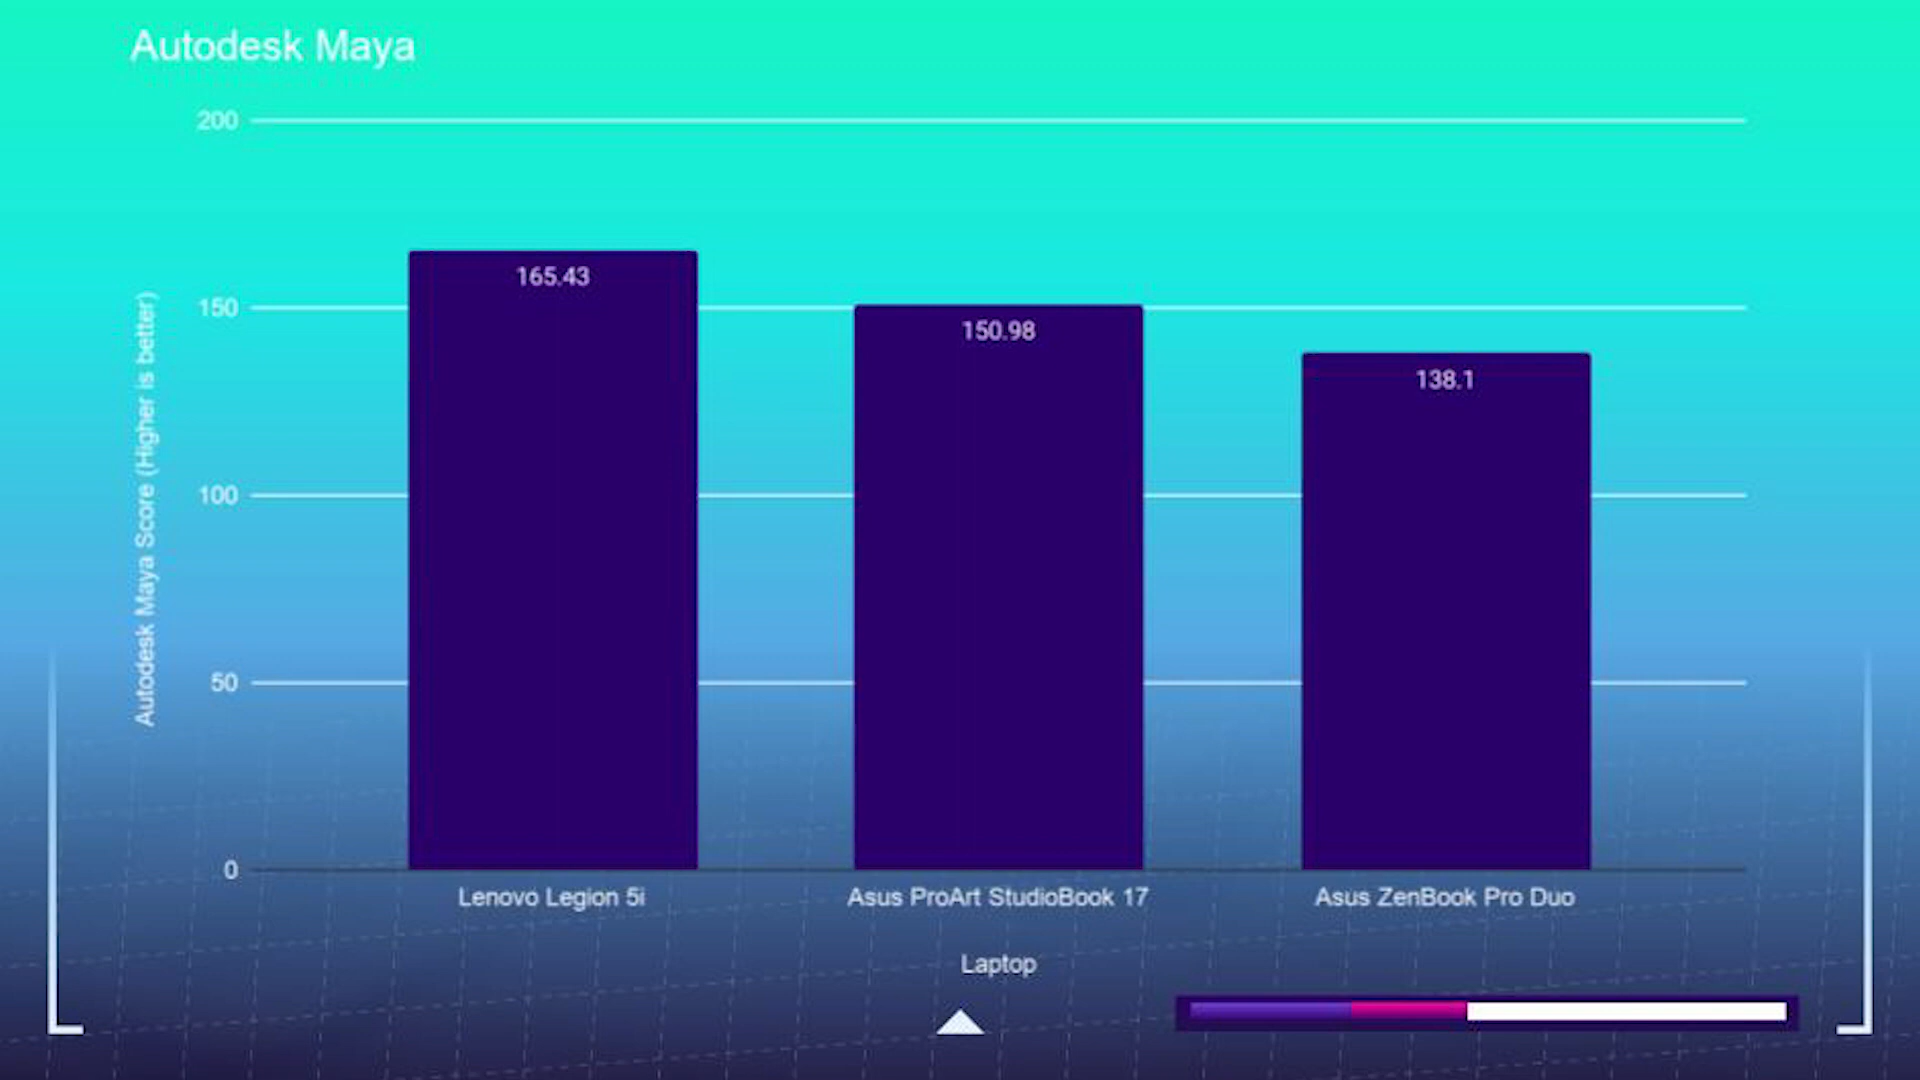 Autodesk Maya
200
150
100
50
0
Autodesk Maya Score (Higher is better)
165.43
150.98
138.1
Lenovo Legion 5i
Asus ProArt StudioBook 17
Asus ZenBook Pro Duo
Laptop